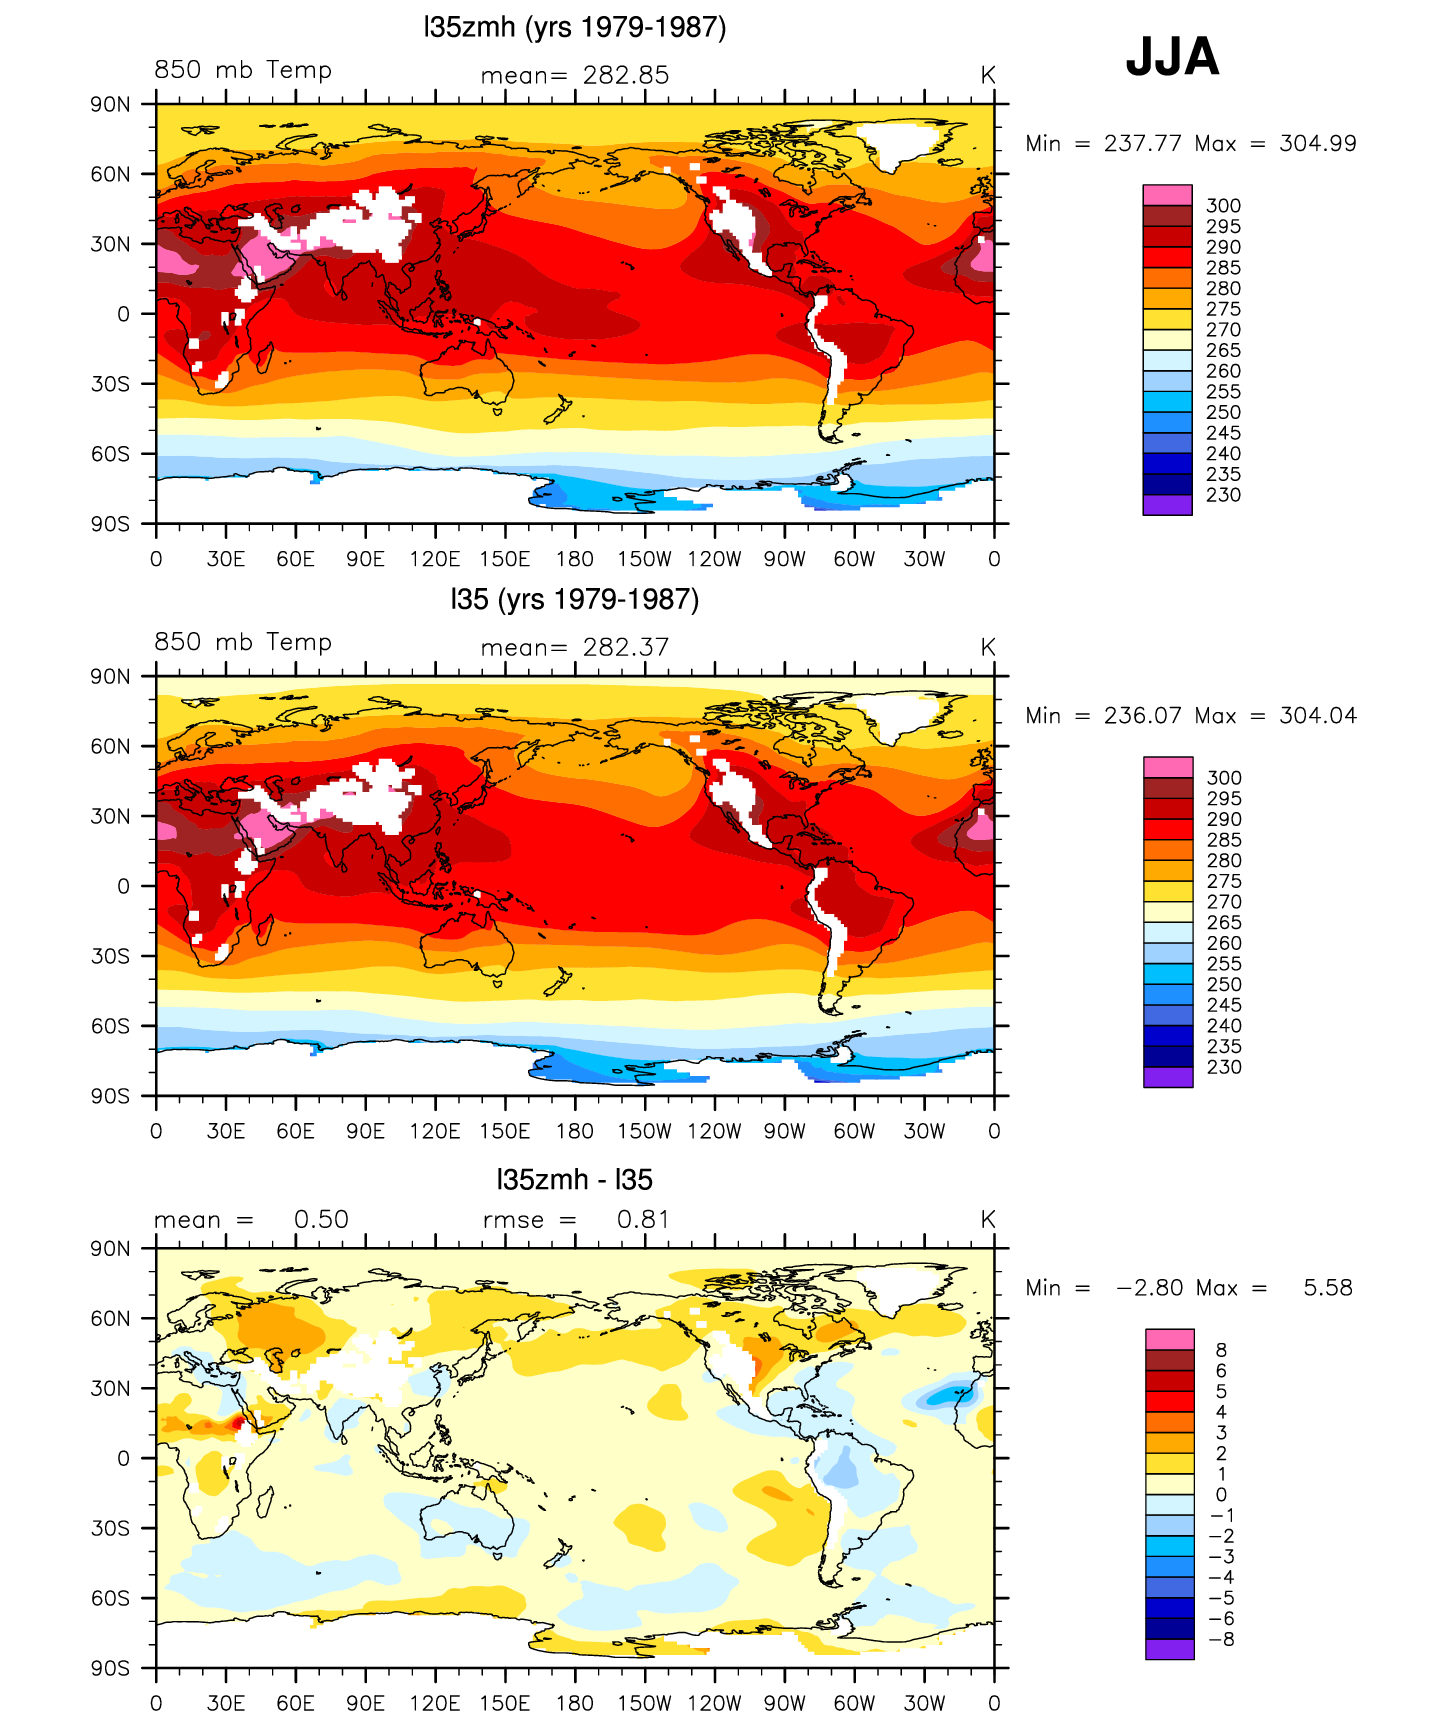 l35zmh (yrs 1979-1987)
JJA
850 mb Temp mean= 282.85 K
Min = 237.77 Max = 304.99
90N
60N
30N
0
30S
60S
90S
0 30E 60E 90E 120E 150E 180 150W 120W 90W 60W 30W 0
300
295
290
285
280
275
270
265
260
255
250
245
240
235
230
l35 (yrs 1979-1987)
850 mb Temp mean= 282.37 K
Min = 236.07 Max = 304.04
90N
60N
30N
0
30S
60S
90S
0 30E 60E 90E 120E 150E 180 150W 120W 90W 60W 30W 0
300
295
290
285
280
275
270
265
260
255
250
245
240
235
230
l35zmh - l35
mean = 0.50 rmse = 0.81 K
Min = −2.80 Max = 5.58
90N
60N
30N
0
30S
60S
90S
0 30E 60E 90E 120E 150E 180 150W 120W 90W 60W 30W 0
8
6
5
4
3
2
1
0
−1
−2
−3
−4
−5
−6
−8